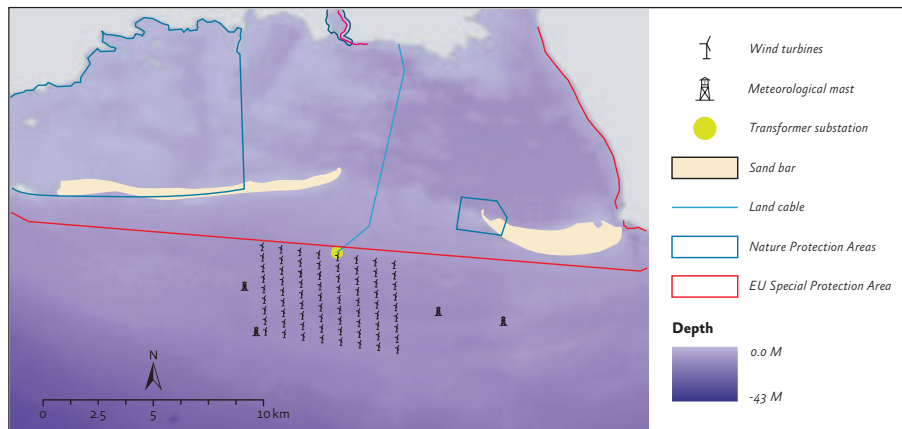 Wind turbines
Meteorological mast
Transformer substation
Sand bar
Land cable
Nature Protection Areas
EU Special Protection Area
Depth
0.0 M
-43 M
N
0 2.5 5 10 km